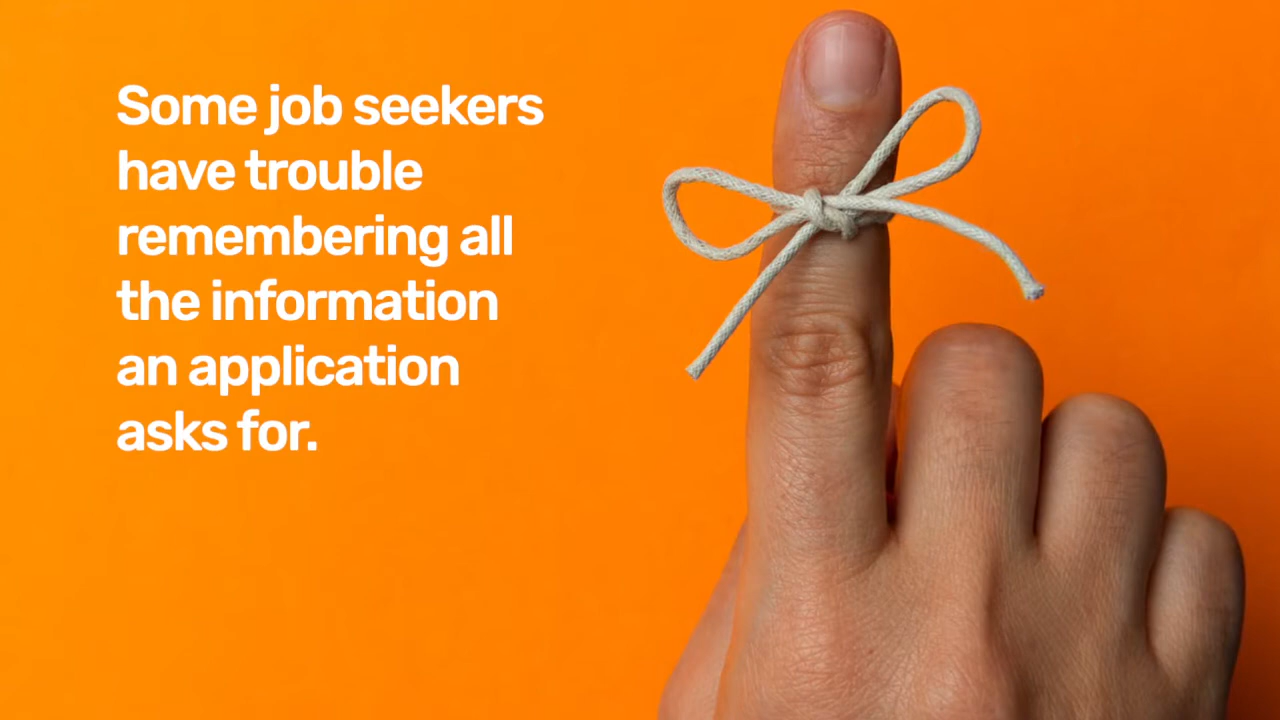 Some job seekers
have trouble
remembering all
the information
an application
asks for.